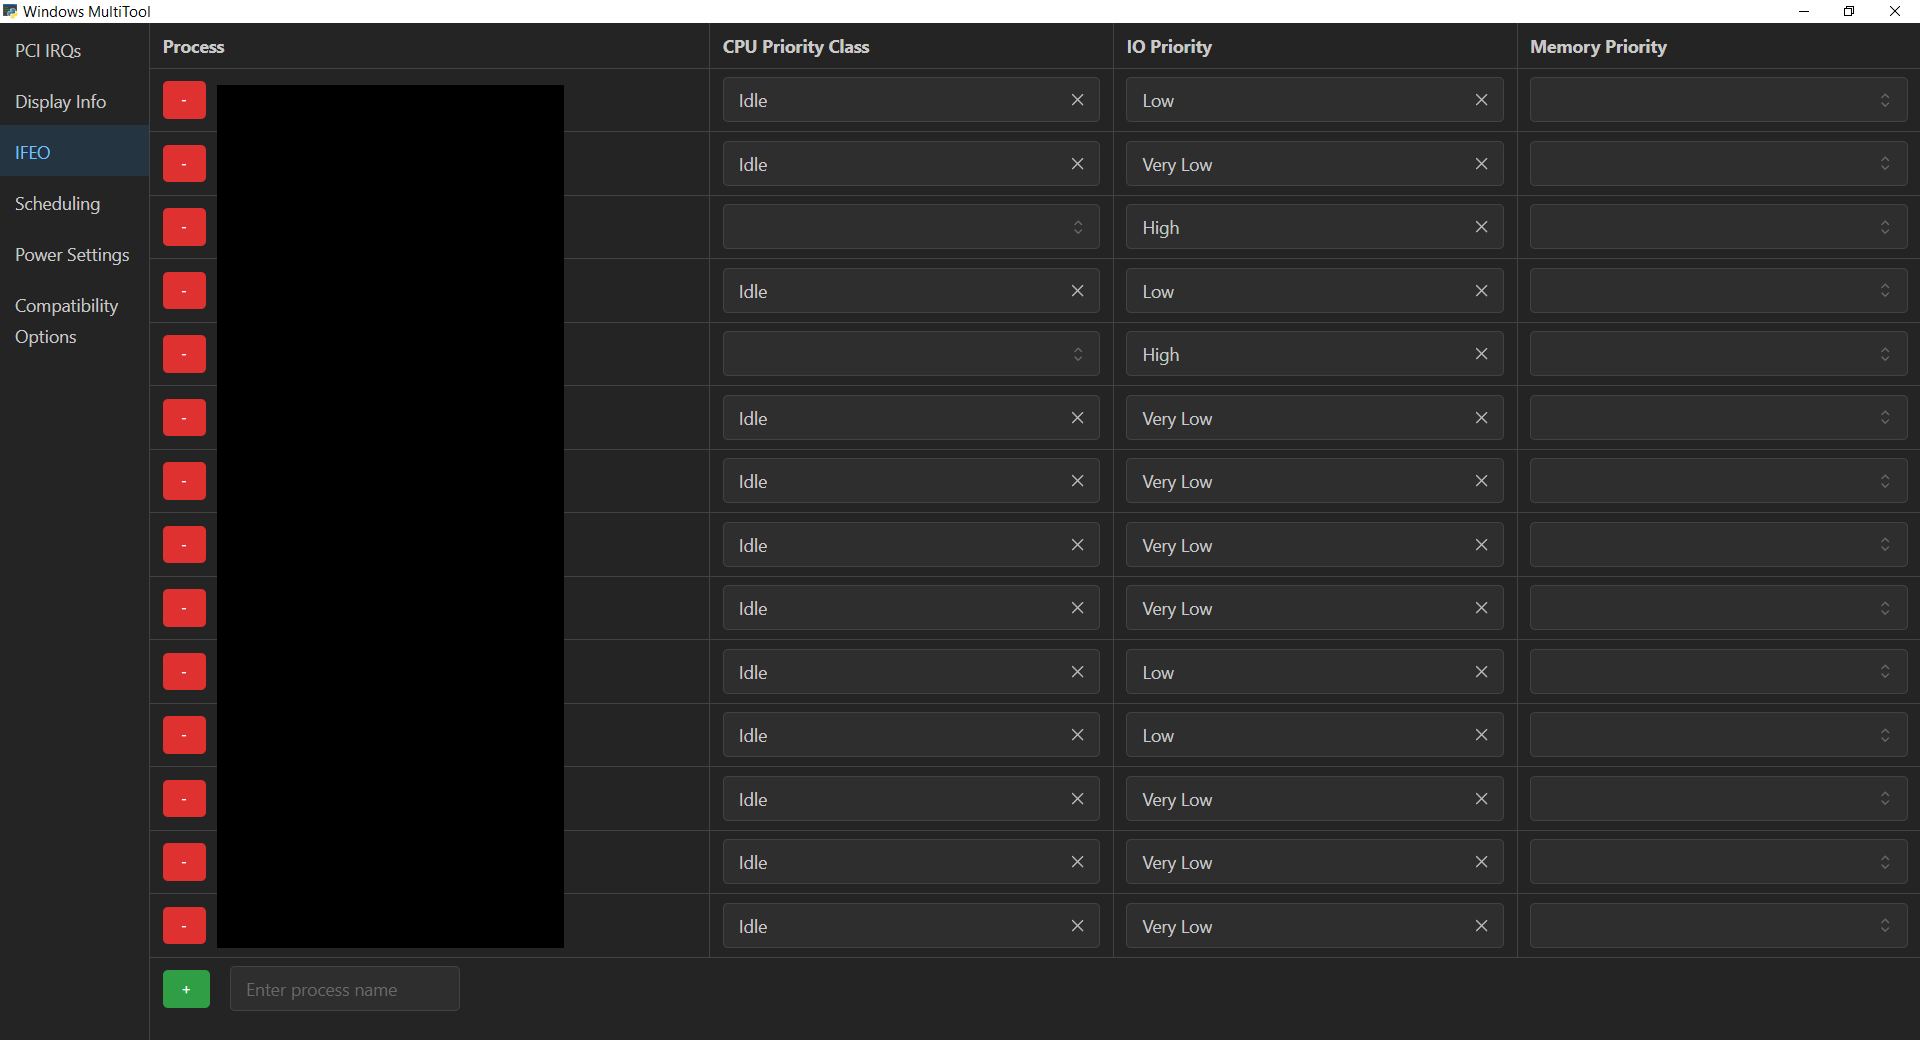 Windows MultiTool
PCI IRQs
Display Info
IFEO
Scheduling
Power Settings
Compatibility
Options
Process CPU Priority Class IO Priority Memory Priority
- Idle Low
- Idle Very Low
- High
- Idle Low
- High
- Idle Very Low
- Idle Very Low
- Idle Very Low
- Idle Very Low
- Idle Low
- Idle Low
- Idle Very Low
- Idle Very Low
- Idle Very Low
+ Enter process name